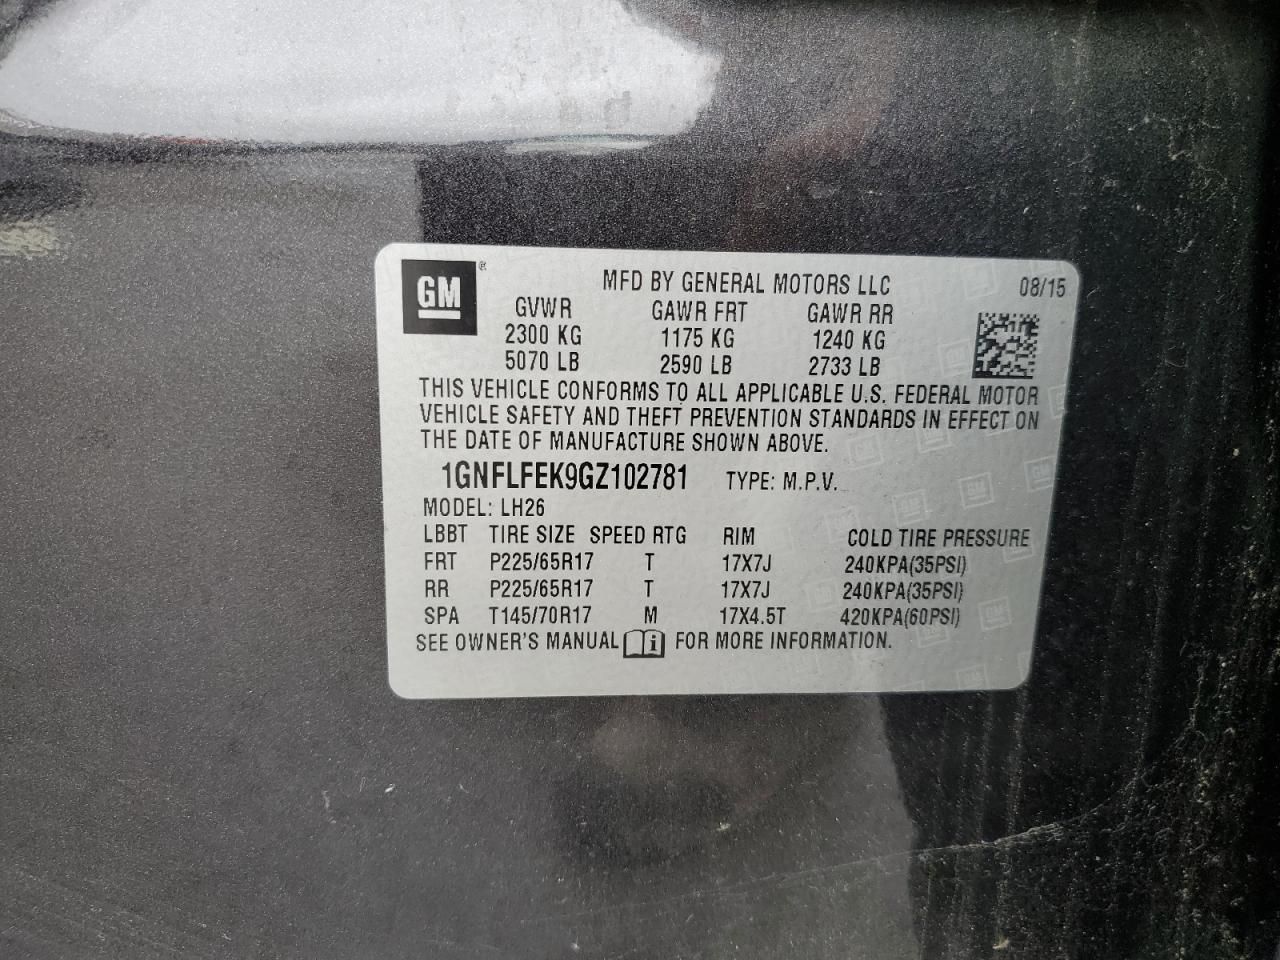 GM® MFD BY GENERAL MOTORS LLC 08/15
GVWR GAWR FRT GAWR RR
2300 KG 1175 KG 1240 KG
5070 LB 2590 LB 2733 LB
THIS VEHICLE CONFORMS TO ALL APPLICABLE U.S. FEDERAL MOTOR
VEHICLE SAFETY AND THEFT PREVENTION STANDARDS IN EFFECT ON
THE DATE OF MANUFACTURE SHOWN ABOVE.
1GNFLFEK9GZ102781 TYPE: M.P.V.
MODEL: LH26
LBBT TIRE SIZE SPEED RTG RIM COLD TIRE PRESSURE
FRT P225/65R17 T 17X7J 240KPA(35PSI)
RR P225/65R17 T 17X7J 240KPA(35PSI)
SPA T145/70R17 M 17X4.5T 420KPA(60PSI)
SEE OWNER'S MANUAL i FOR MORE INFORMATION.